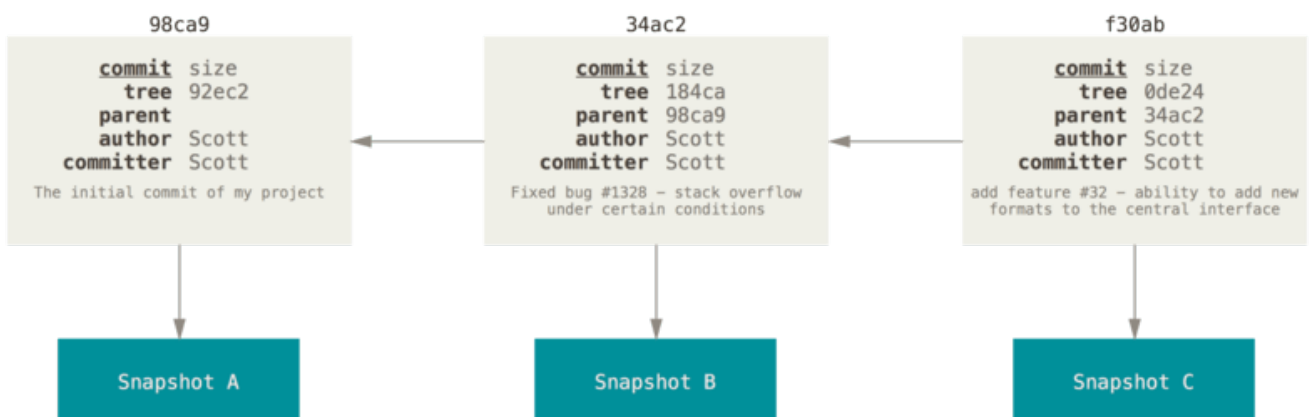 98ca9
commit size
tree 92ec2
parent
author Scott
committer Scott
The initial commit of my project
Snapshot A
34ac2
commit size
tree 184ca
parent 98ca9
author Scott
committer Scott
Fixed bug #1328 – stack overflow
under certain conditions
Snapshot B
f30ab
commit size
tree 0de24
parent 34ac2
author Scott
committer Scott
add feature #32 – ability to add new
formats to the central interface
Snapshot C